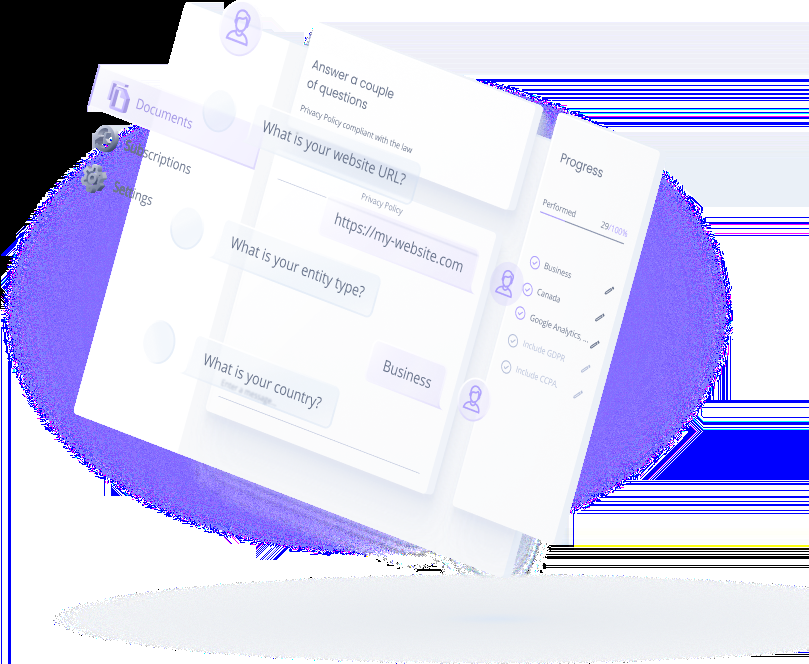 Documents
Subscriptions
Settings
Answer a couple
of questions
Privacy Policy compliant with the law
What is your website URL?
Privacy Policy
https://my-website.com
What is your entity type?
Business
What is your country?
Enter a message...
Progress
Performed
29/100%
Business
Canada
Google Analytics, ...
Include GDPR
Include CCPA